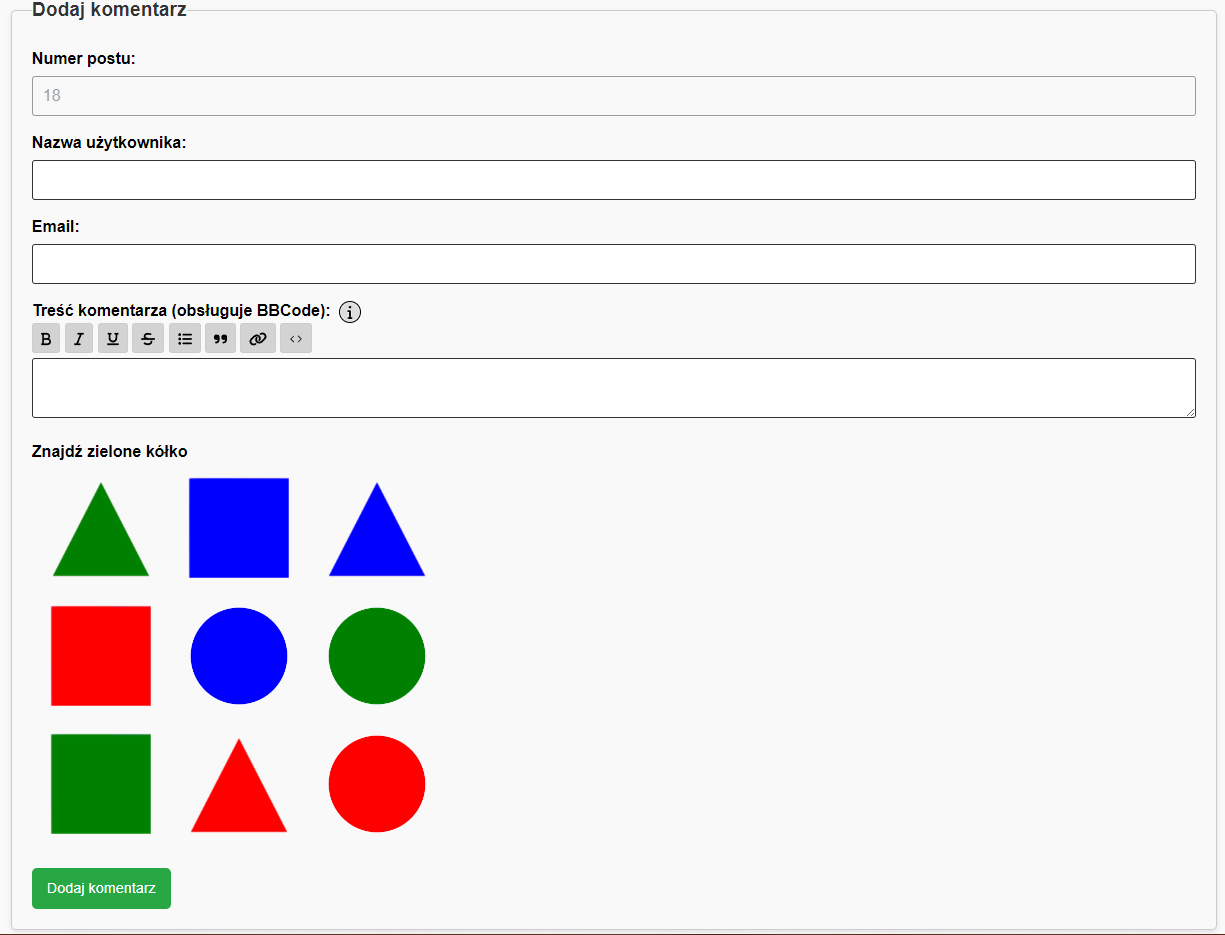 Dodaj komentarz
Numer postu:
18
Nazwa użytkownika:
Email:
Treść komentarza (obsługuje BBCode): i
B I U S ❞ <>
Znajdź zielone kółko
Dodaj komentarz